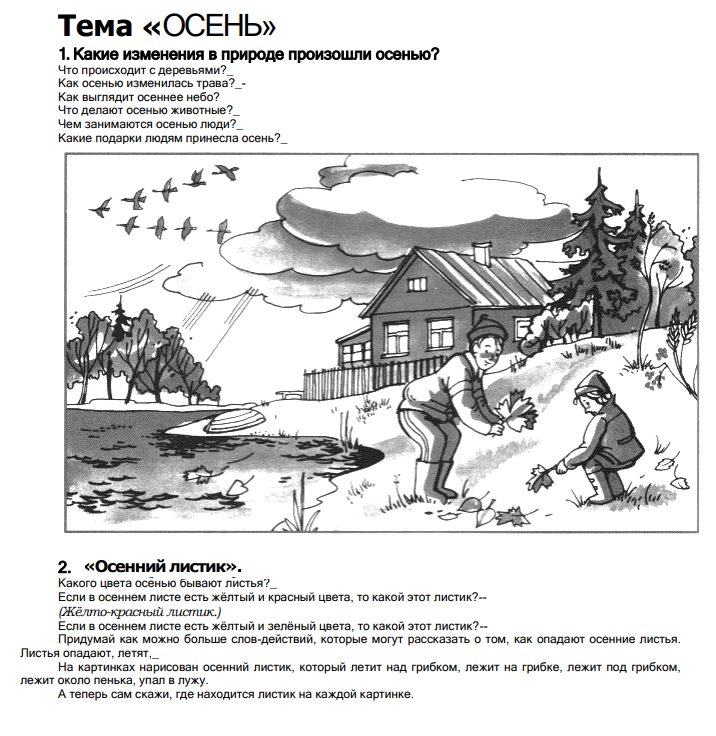 Тема «ОСЕНЬ»
1. Какие изменения в природе произошли осенью?
Что происходит с деревьями?_
Как осенью изменилась трава?_-
Как выглядит осеннее небо?
Что делают осенью животные?_
Чем занимаются осенью люди?_
Какие подарки людям принесла осень?_
2. «Осенний листик».
Какого цвета осе́нью бывают ли́стья?_
Если в осеннем листе есть жёлтый и красный цвета, то какой этот листик?--
(Жёлто-красный листик.)
Если в осеннем листе есть жёлтый и зелёный цвета, то какой этот листик?--
Придумай как можно больше слов-действий, которые могут рассказать о том, как опадают осенние листья.
Листья опадают, летят,_
На картинках нарисован осенний листик, который летит над грибком, лежит на грибке, лежит под грибком,
лежит около пенька, упал в лужу.
А теперь сам скажи, где находится листик на каждой картинке.